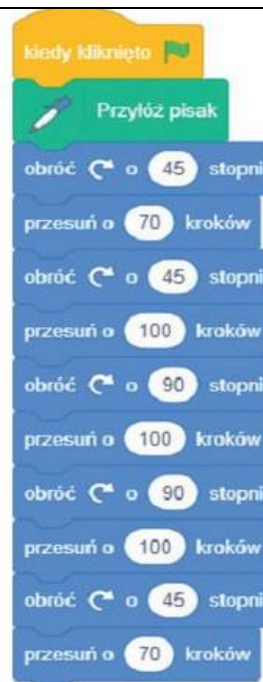 kiedy kliknięto
Przyłóż pisak
obróć o 45 stopni
przesuń o 70 kroków
obróć o 45 stopni
przesuń o 100 kroków
obróć o 90 stopni
przesuń o 100 kroków
obróć o 90 stopni
przesuń o 100 kroków
obróć o 45 stopni
przesuń o 70 kroków